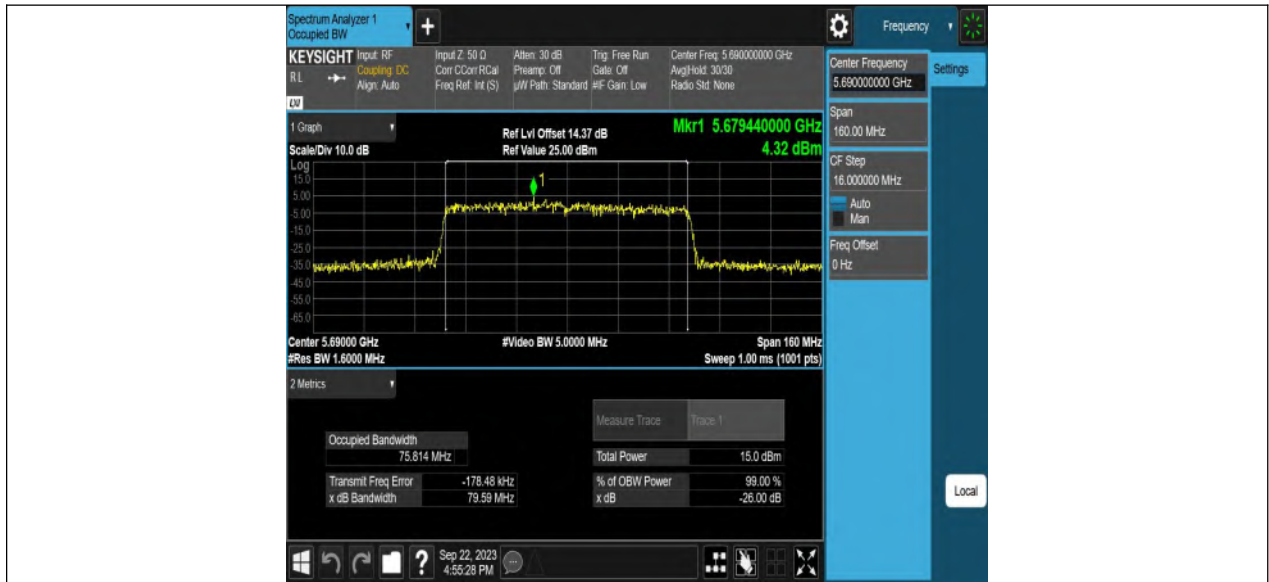 Spectrum Analyzer 1
Occupied BW
+
Frequency
KEYSIGHT
RL
Input: RF
Coupling: DC
Align: Auto
Input Z: 50 Ω
Corr CCorr RCal
Freq Ref: Int (S)
Atten: 30 dB
Preamp: Off
µW Path: Standard
Trig: Free Run
Gate: Off
#IF Gain: Low
Center Freq: 5.690000000 GHz
Avg|Hold: 30/30
Radio Std: None
LXI
1 Graph
Scale/Div 10.0 dB
Ref Lvl Offset 14.37 dB
Ref Value 25.00 dBm
Mkr1 5.679440000 GHz
4.32 dBm
Log
15.0
5.00
-5.00
-15.0
-25.0
-35.0
-45.0
-55.0
-65.0
1
Center 5.69000 GHz
#Res BW 1.6000 MHz
#Video BW 5.0000 MHz
Span 160 MHz
Sweep 1.00 ms (1001 pts)
2 Metrics
Measure Trace Trace 1
Occupied Bandwidth
75.814 MHz
Total Power 15.0 dBm
Transmit Freq Error -178.48 kHz
% of OBW Power 99.00 %
x dB Bandwidth 79.59 MHz
x dB -26.00 dB
Center Frequency
5.690000000 GHz
Settings
Span
160.00 MHz
CF Step
16.000000 MHz
Auto
Man
Freq Offset
0 Hz
Local
?
Sep 22, 2023
4:55:28 PM